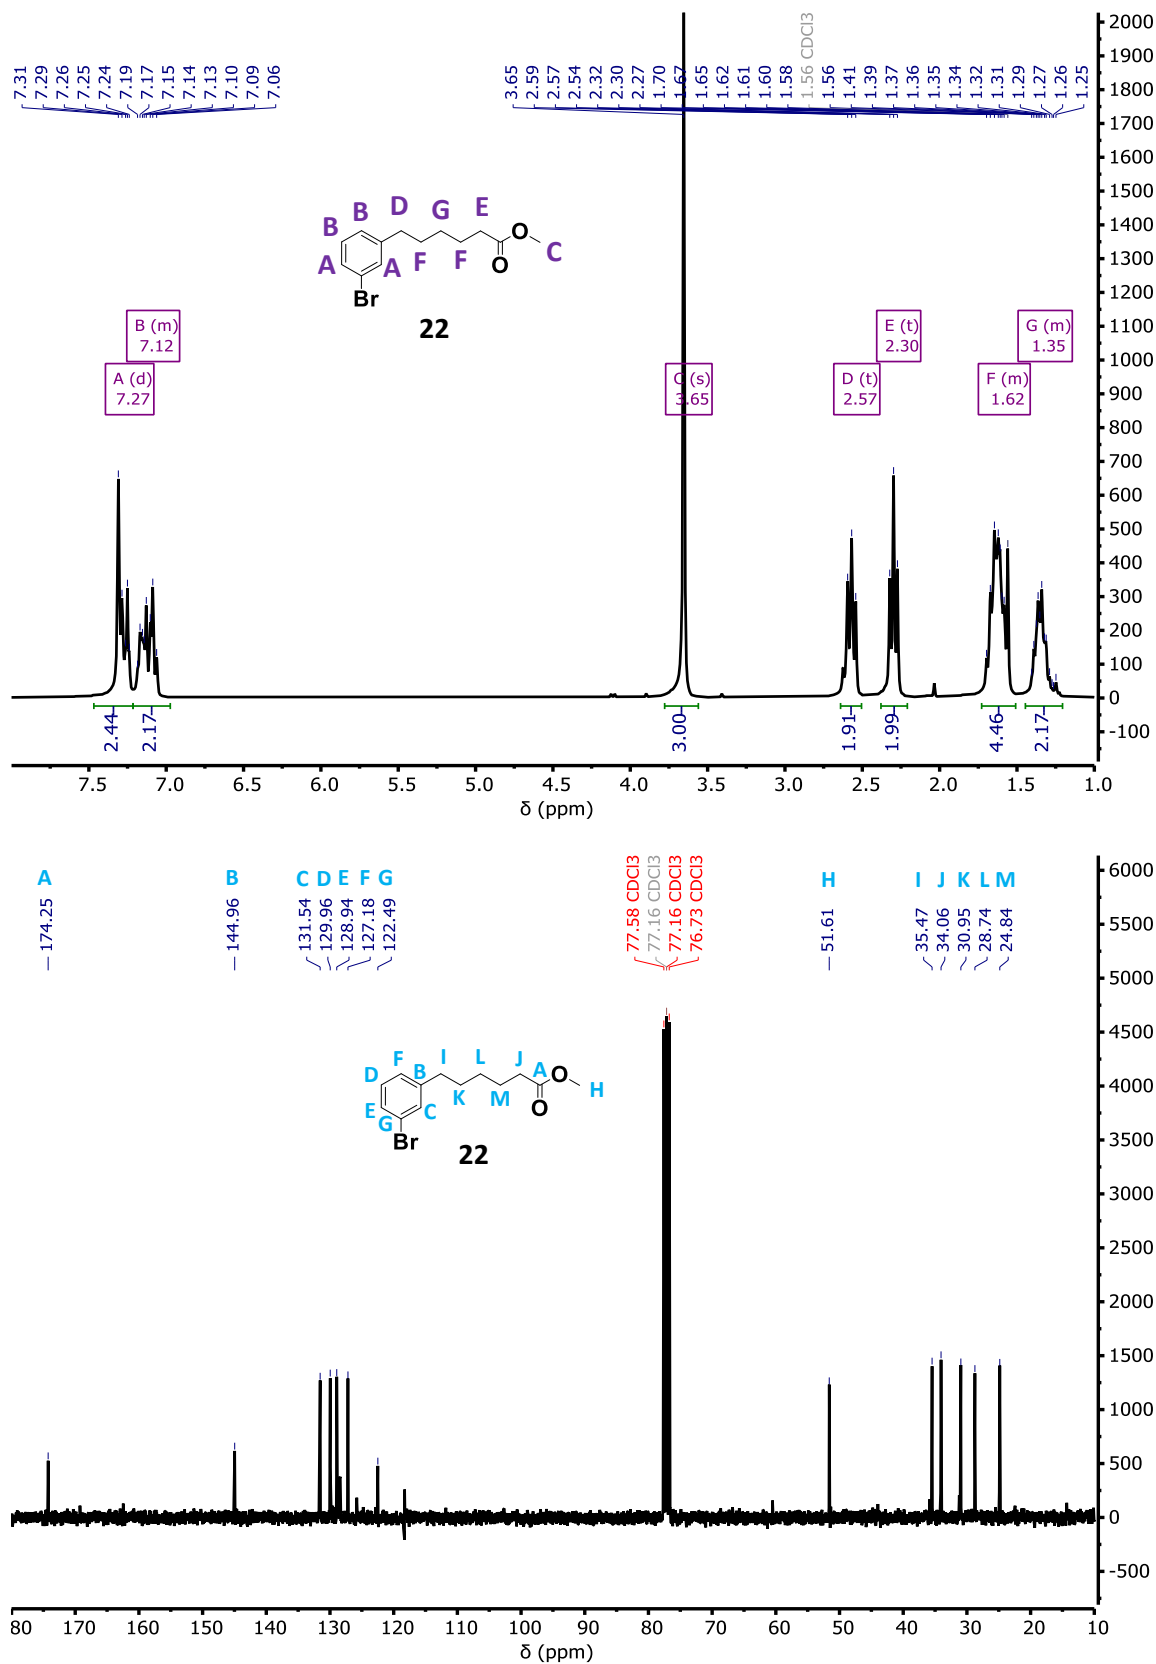 7.31 7.29 7.26 7.25 7.24 7.19 7.17 7.15 7.14 7.13 7.10 7.09 7.06 3.65 2.59 2.57 2.54 2.32 2.30 2.27 1.70 1.67 1.65 1.62 1.61 1.60 1.58 1.56 CDCl3 1.56 1.41 1.39 1.37 1.36 1.35 1.34 1.32 1.31 1.29 1.27 1.26 1.25
2000
1900
1800
1700
1600
1500
1400
1300
1200
1100
1000
900
800
700
600
500
400
300
200
100
0
-100
B B D G E
A A F F O O C
Br
22
B (m)
7.12
E (t)
2.30
G (m)
1.35
A (d)
7.27
C (s)
3.65
D (t)
2.57
F (m)
1.62
2.44 2.17 3.00 1.91 1.99 4.46 2.17
7.5 7.0 6.5 6.0 5.5 5.0 4.5 4.0 3.5 3.0 2.5 2.0 1.5 1.0
δ (ppm)
A B C D E F G H I J K L M
174.25 144.96 131.54 129.96 128.94 127.18 122.49 77.58 CDCl3 77.16 CDCl3 77.16 CDCl3 76.73 CDCl3 51.61 35.47 34.06 30.95 28.74 24.84
6000
5500
5000
4500
4000
3500
3000
2500
2000
1500
1000
500
0
-500
F I L J
D B A O H
E G C K M O
Br
22
80 170 160 150 140 130 120 110 100 90 80 70 60 50 40 30 20 10
δ (ppm)